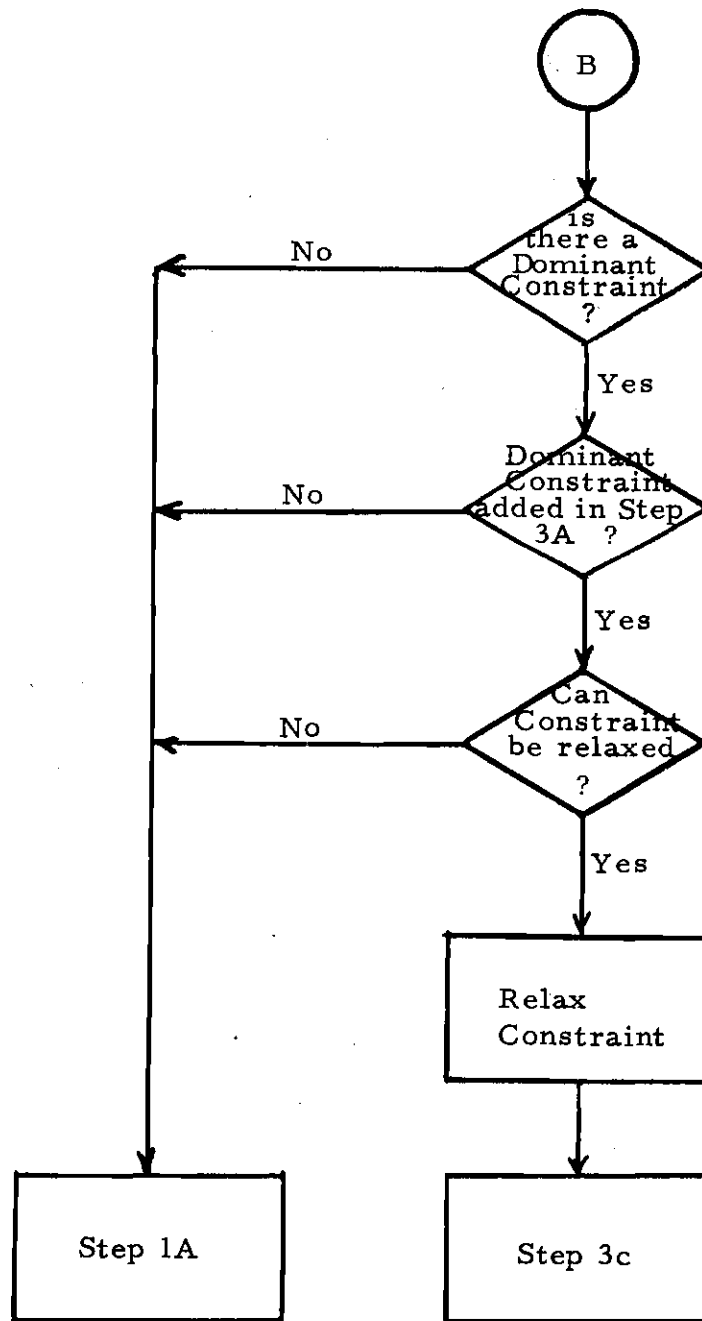 B
is
there a
Dominant
Constraint
?
No
Yes
Dominant
Constraint
added in Step
3A ?
No
Yes
Can
Constraint
be relaxed
?
No
Yes
Relax
Constraint
Step 1A
Step 3c